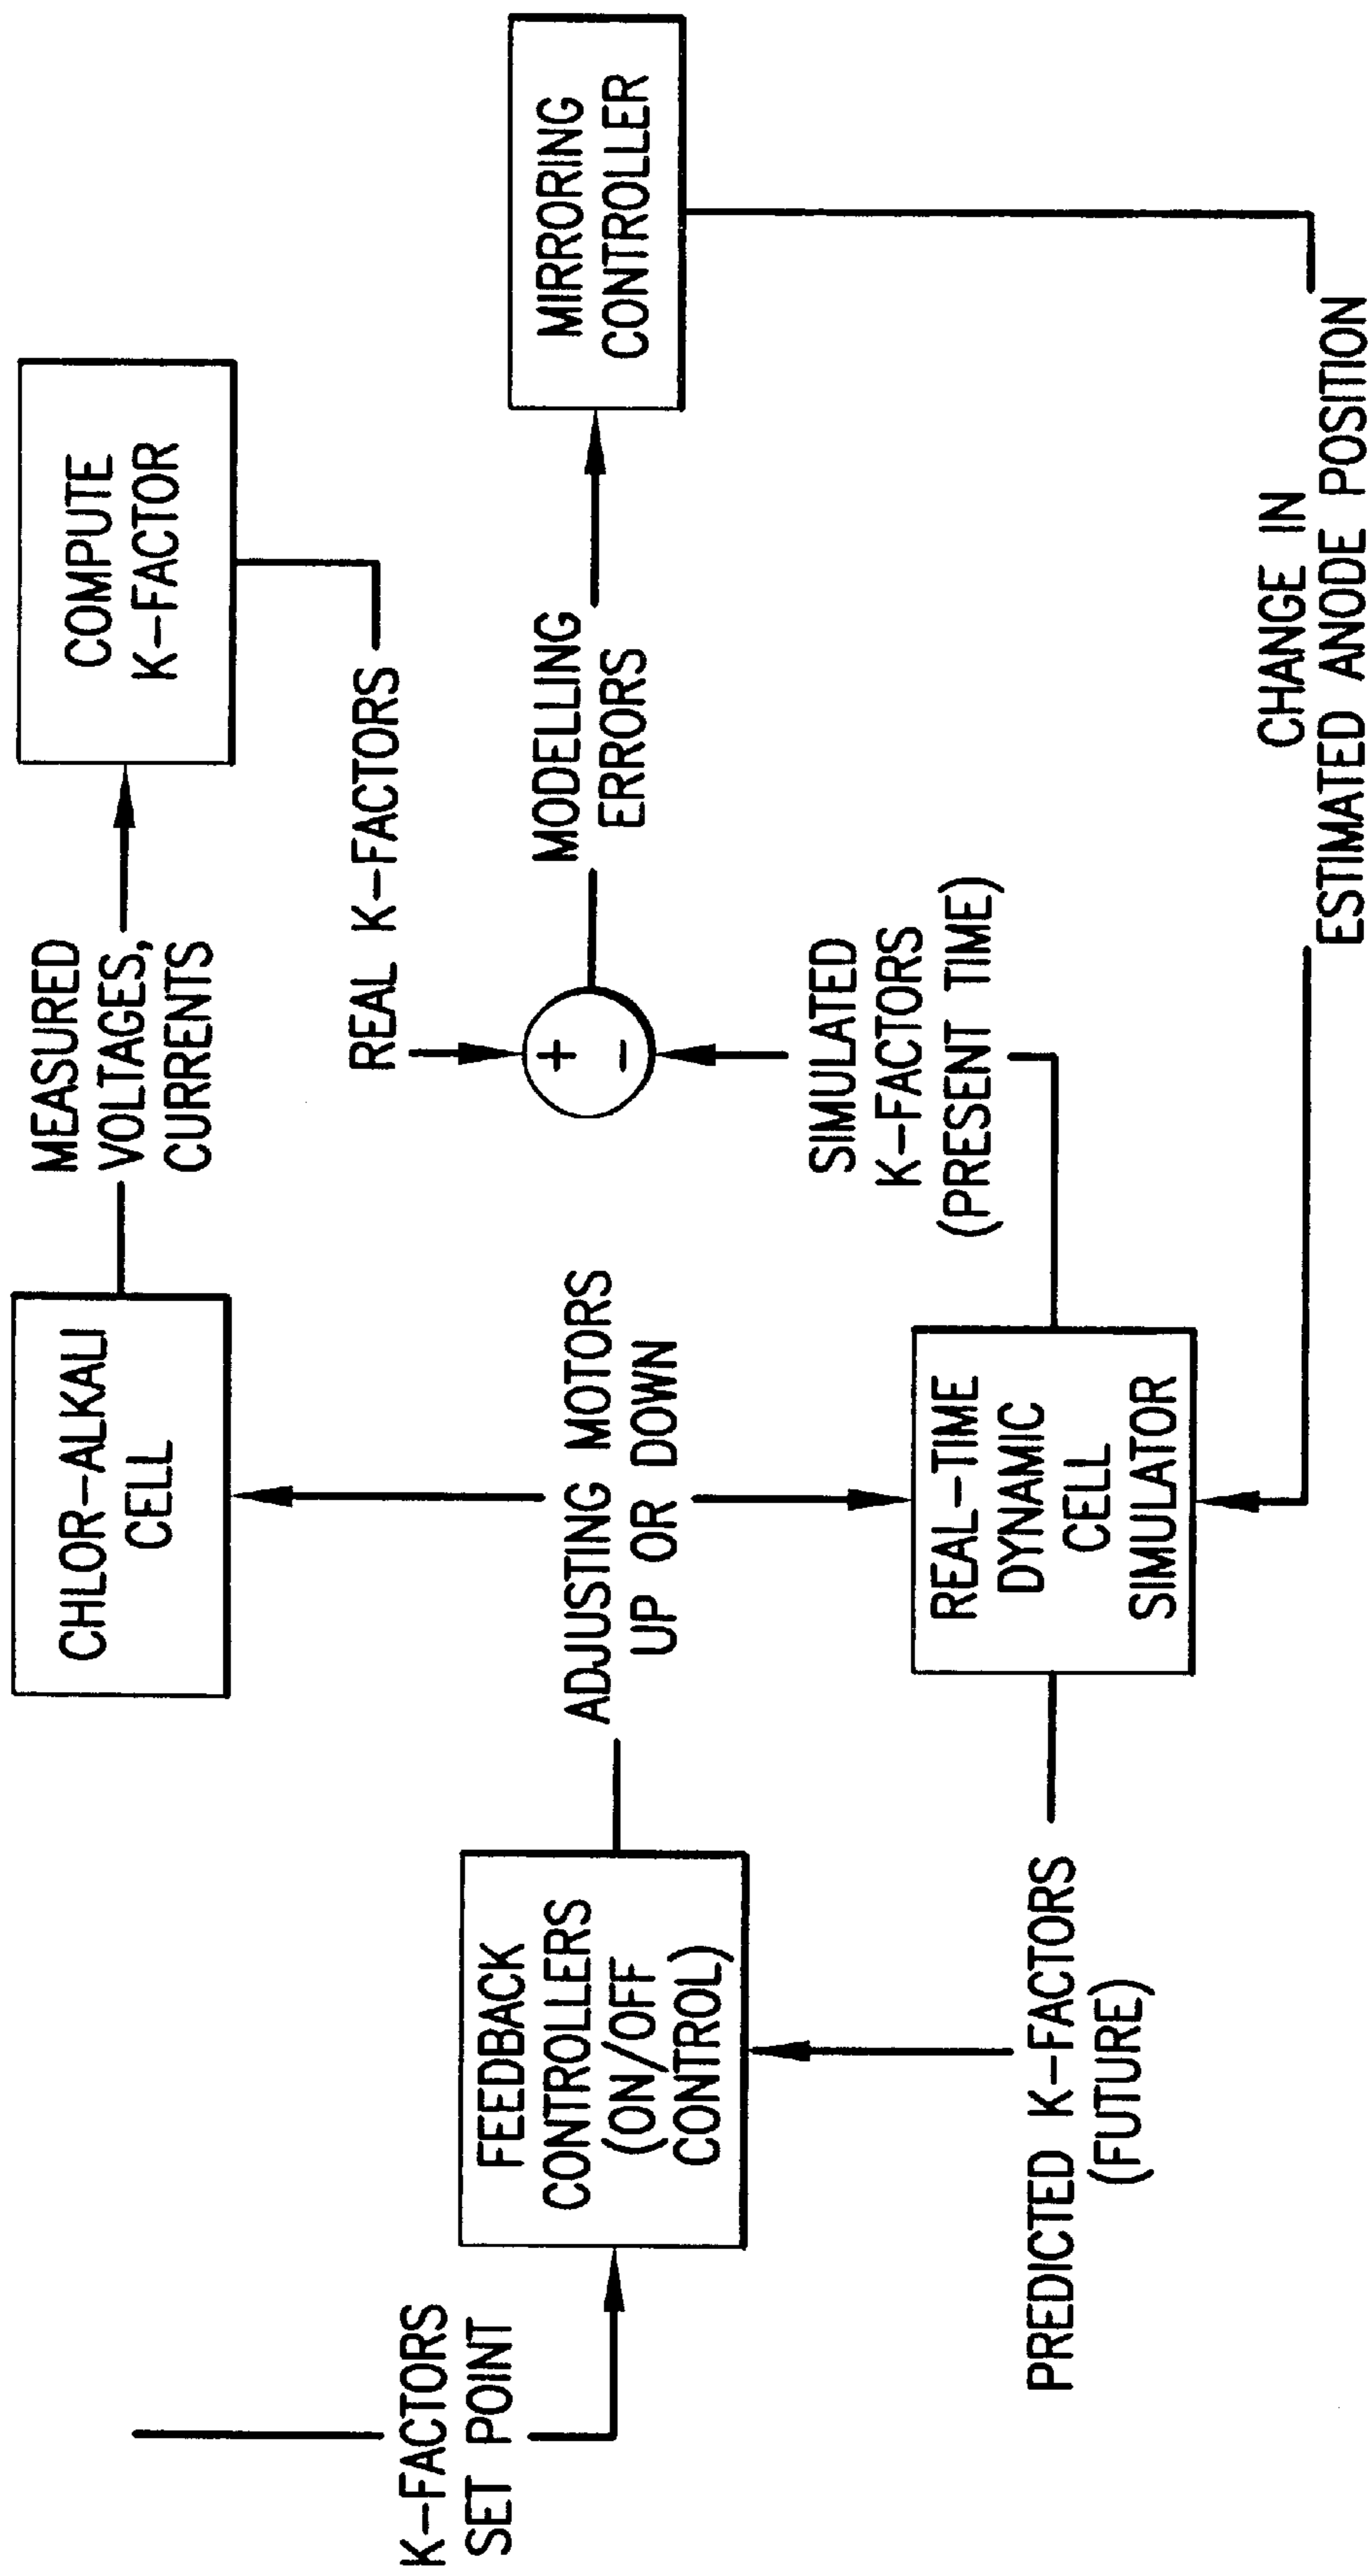 K-FACTORS
SET POINT
FEEDBACK
CONTROLLERS
(ON/OFF
CONTROL)
PREDICTED K-FACTORS
(FUTURE)
ADJUSTING MOTORS
UP OR DOWN
CHLOR-ALKALI
CELL
REAL-TIME
DYNAMIC
CELL
SIMULATOR
MEASURED
VOLTAGES,
CURRENTS
COMPUTE
K-FACTOR
REAL K-FACTORS
+
-
SIMULATED
K-FACTORS
(PRESENT TIME)
MODELLING
ERRORS
MIRRORING
CONTROLLER
CHANGE IN
ESTIMATED ANODE POSITION